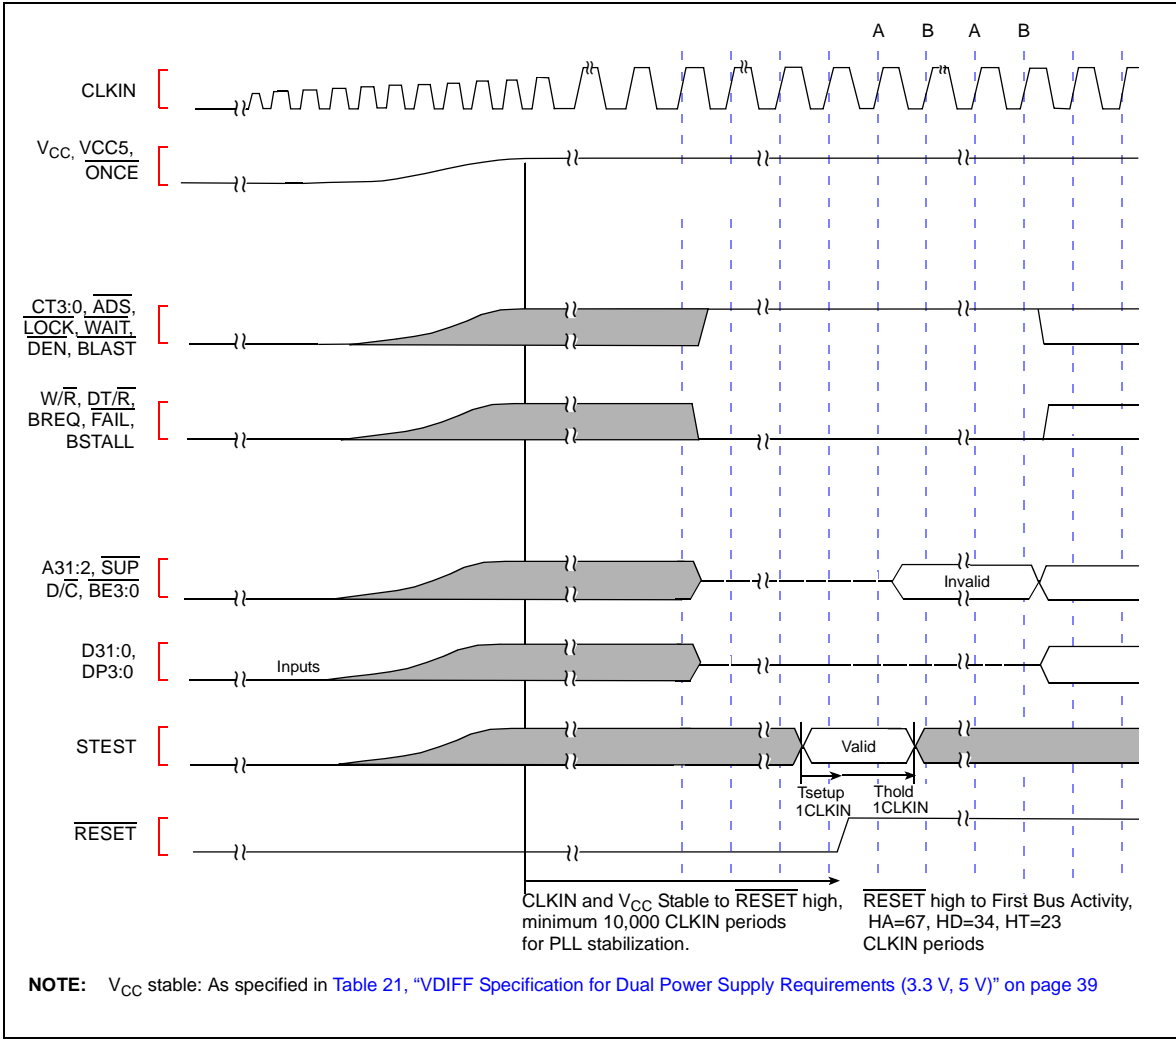 A B A B
CLKIN
VCC, VCC5,
ONCE
CT3:0, ADS,
LOCK, WAIT,
DEN, BLAST
W/R, DT/R,
BREQ, FAIL,
BSTALL
A31:2, SUP
D/C, BE3:0
Invalid
D31:0,
DP3:0
Inputs
STEST
Valid
Tsetup
1CLKIN
Thold
1CLKIN
RESET
CLKIN and VCC Stable to RESET high,
minimum 10,000 CLKIN periods
for PLL stabilization.
RESET high to First Bus Activity,
HA=67, HD=34, HT=23
CLKIN periods
NOTE: VCC stable: As specified in Table 21, “VDIFF Specification for Dual Power Supply Requirements (3.3 V, 5 V)” on page 39